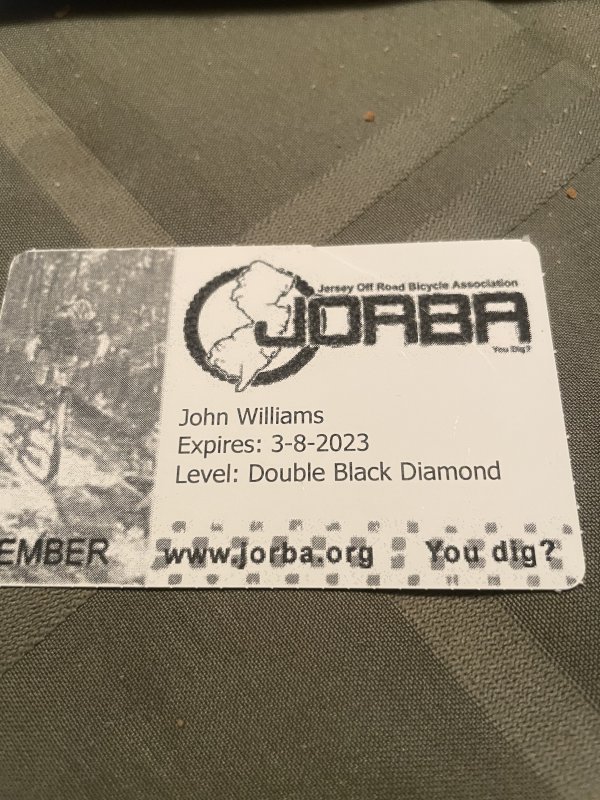 Jersey Off Road Bicycle Association
JORBA
You Dig?
John Williams
Expires: 3-8-2023
Level: Double Black Diamond
EMBER www.jorba.org You dig?